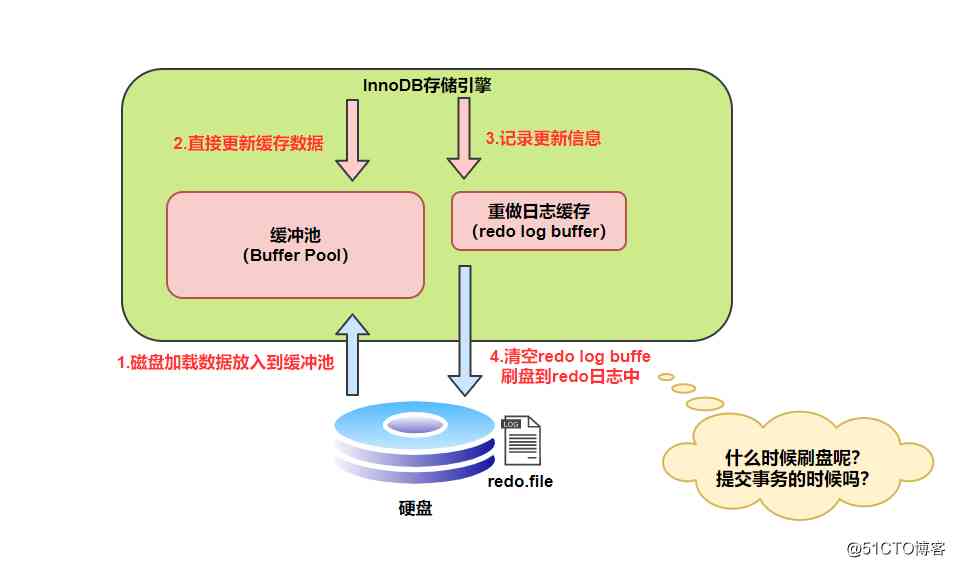 InnoDB存储引擎
2.直接更新缓存数据
3.记录更新信息
缓冲池
（Buffer Pool）
重做日志缓存
（redo log buffer）
1.磁盘加载数据放入到缓冲池
4.清空redo log buffe
刷盘到redo日志中
LOG
redo.file
硬盘
什么时候刷盘呢？
提交事务的时候吗？
@51CTO博客